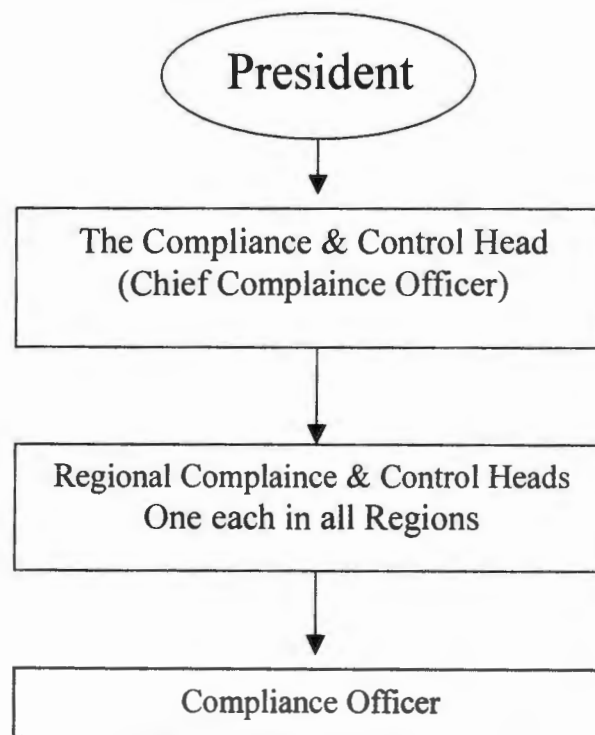 President
The Compliance & Control Head
(Chief Complaince Officer)
Regional Complaince & Control Heads
One each in all Regions
Compliance Officer